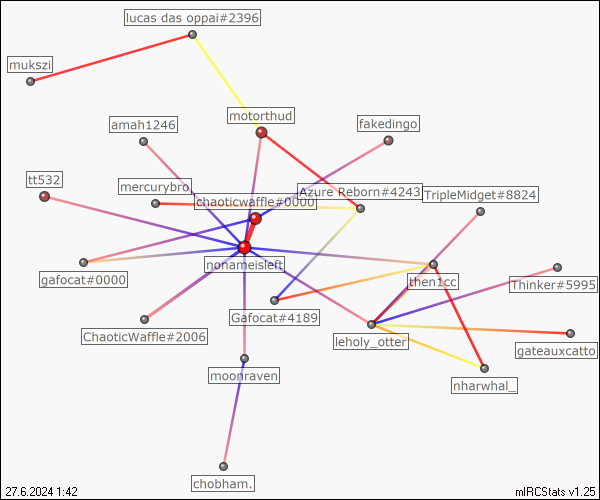 lucas das oppai#2396
mukszi
motorthud
amah1246
fakedingo
tt532
mercurybro
Azure Reborn#4243
TripleMidget#8824
chaoticwaffle#0000
nonameisleft
gafocat#0000
then1cc
Thinker#5995
Gafocat#4189
ChaoticWaffle#2006
leholy_otter
gateauxcatto
moonraven
nharwhal_
chobham.
27.6.2024 1:42
mIRCStats v1.25